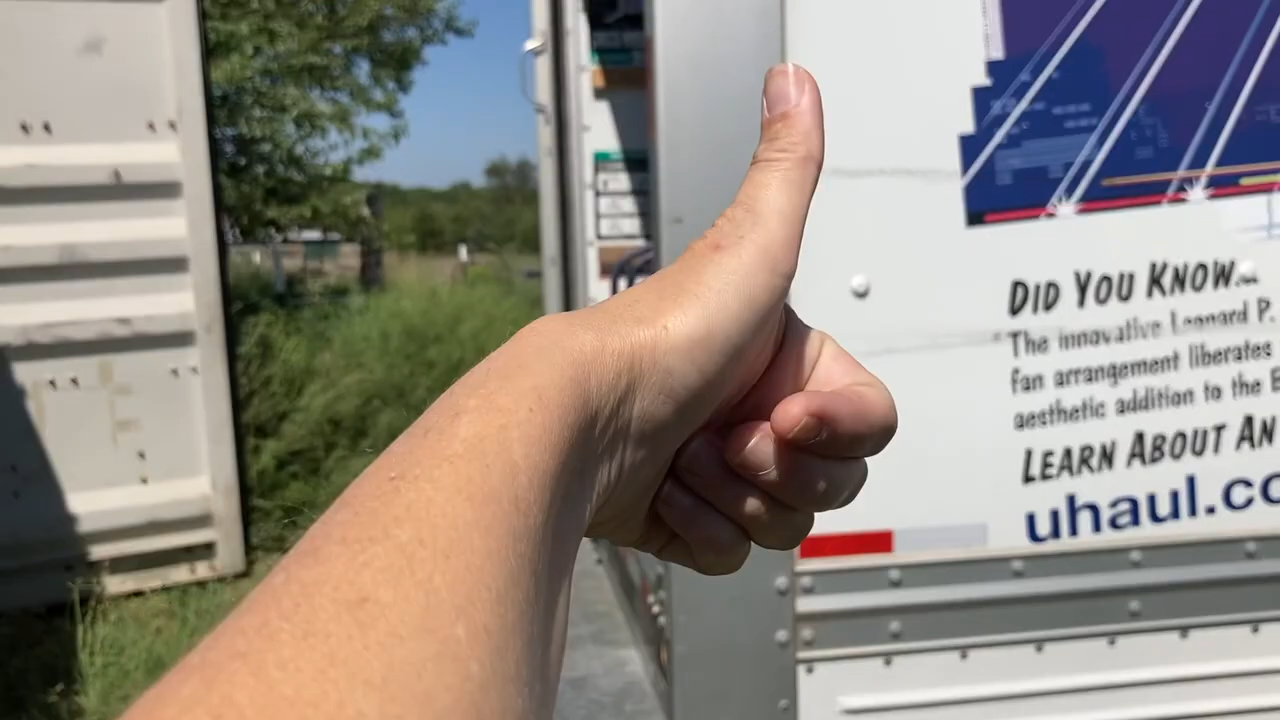 DID YOU KNOW...
The innovative Leonard P.
fan arrangement liberates
aesthetic addition to the
LEARN ABOUT AN
uhaul.co